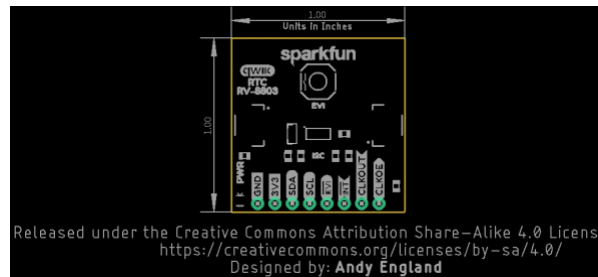 1.00
Units in Inches
sparkfun
qwiic
RTC
RV-8803
EVI
1.00
I2C
PWR
GND
3V3
SDA
SCL
EVI
INT
CLKOUT
CLKOE
Released under the Creative Commons Attribution Share-Alike 4.0 Licens
https://creativecommons.org/licenses/by-sa/4.0/
Designed by: Andy England